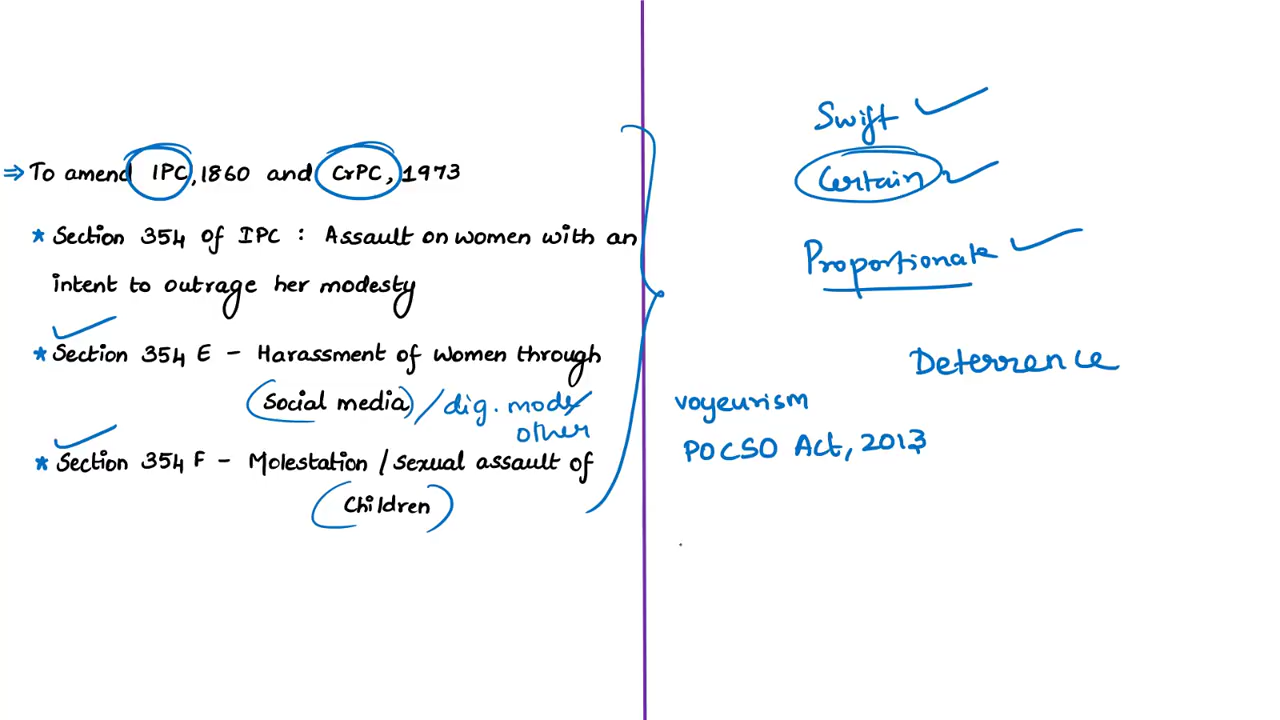 ⇒ To amend IPC, 1860 and CrPC, 1973
* Section 354 of IPC : Assault on women with an
intent to outrage her modesty
* Section 354 E - Harassment of women through
Social media / dig. mode/
other
* Section 354 F - Molestation / Sexual assault of
Children
Swift
Certain
Proportionate
Deterrence
voyeurism
POCSO Act, 2013